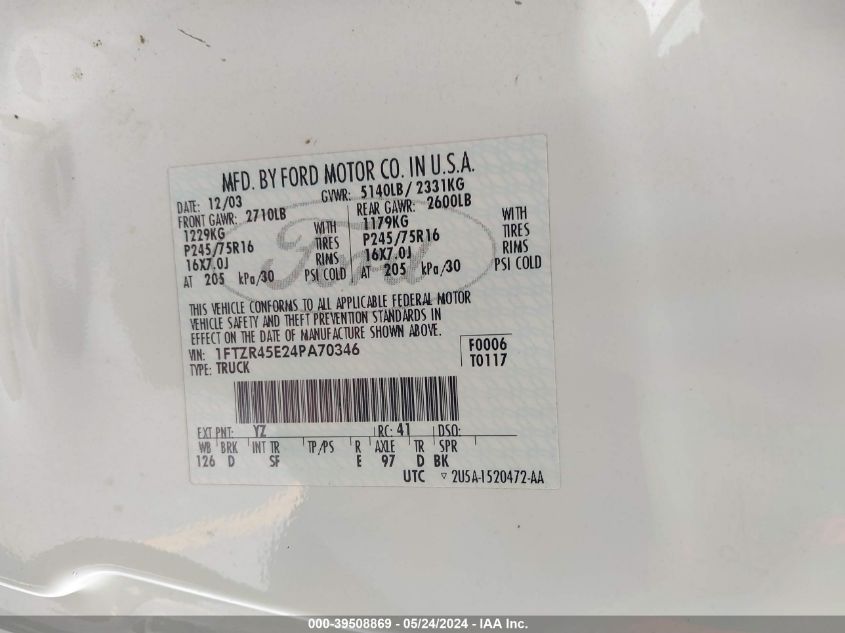 MFD. BY FORD MOTOR CO. IN U.S.A.
DATE: 12/03 GVWR: 5140LB/ 2331KG
FRONT GAWR: 2710LB REAR GAWR: 2600LB
1229KG WITH 1179KG WITH
P245/75R16 TIRES P245/75R16 TIRES
16X7.0J RIMS 16X7.0J RIMS
AT 205 kPa/30 PSI COLD AT 205 kPa/30 PSI COLD
Ford
THIS VEHICLE CONFORMS TO ALL APPLICABLE FEDERAL MOTOR
VEHICLE SAFETY AND THEFT PREVENTION STANDARDS IN
EFFECT ON THE DATE OF MANUFACTURE SHOWN ABOVE.
VIN: 1FTZR45E24PA70346 F0006
TYPE: TRUCK T0117
EXT PNT: YZ RC: 41 DSO:
WB BRK INT TR TP/PS R AXLE TR SPR
126 D SF E 97 D BK
UTC ▽ 2U5A-1520472-AA
000-39508869 - 05/24/2024 - IAA Inc.